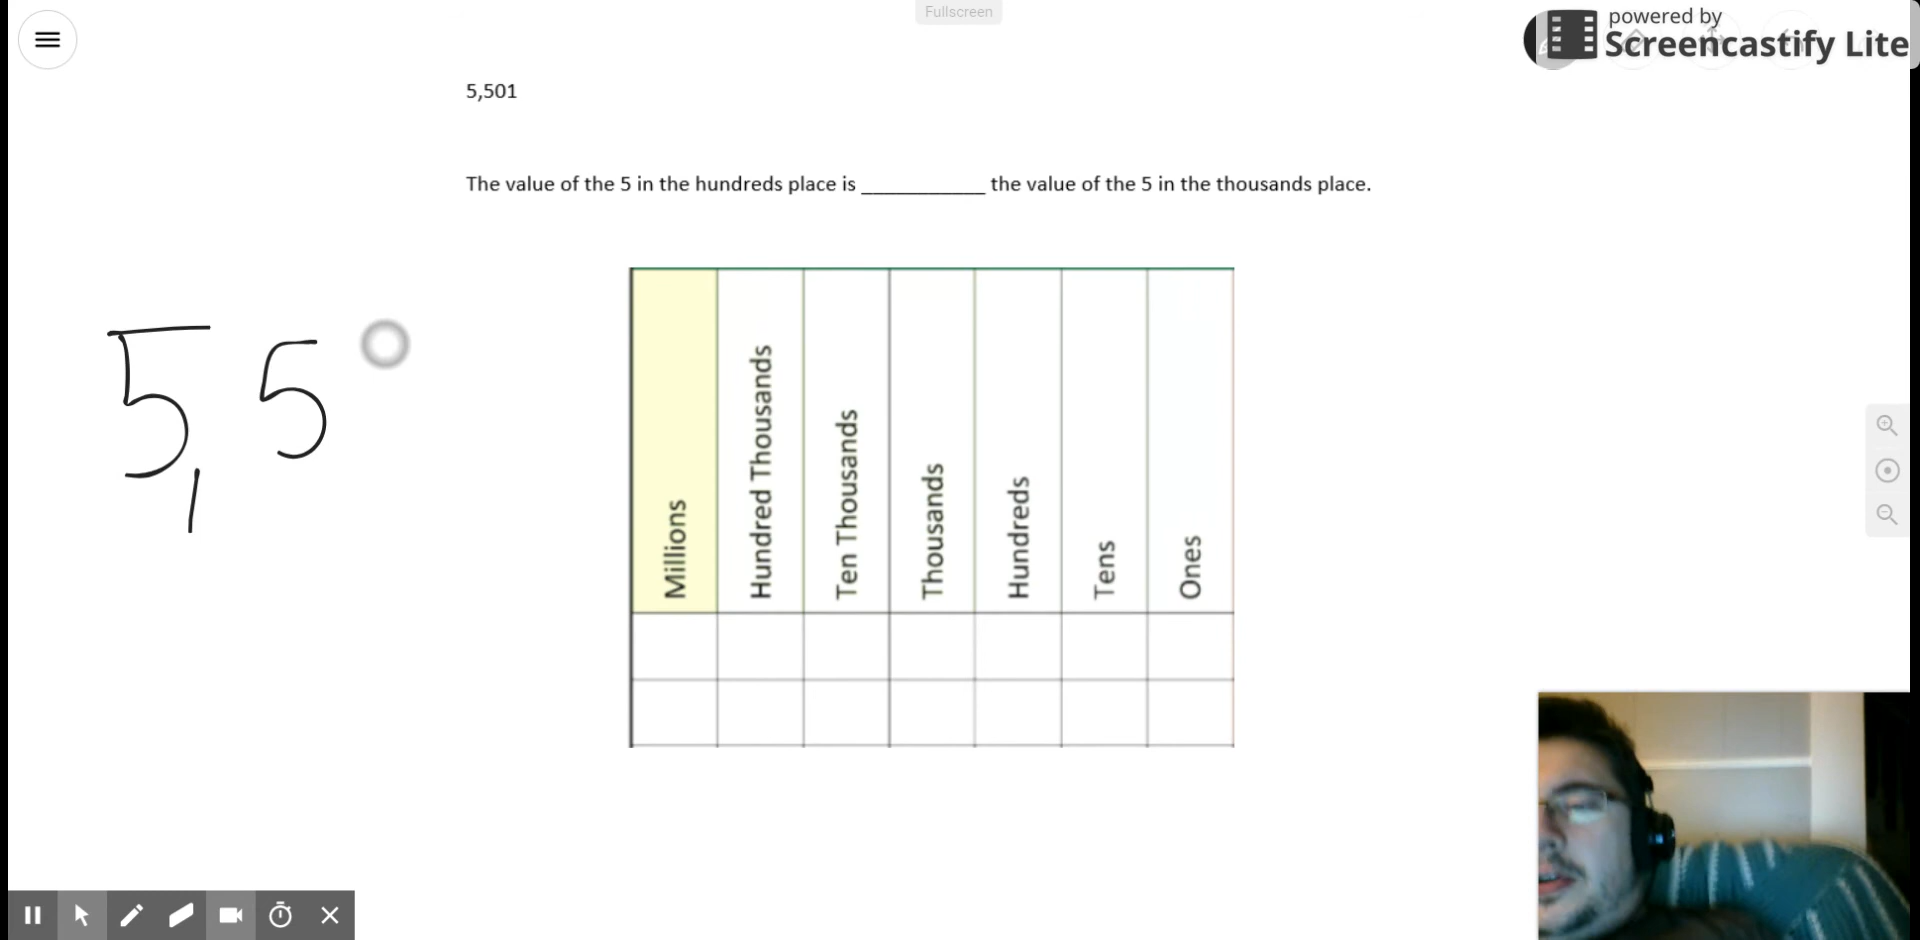 Fullscreen
powered by
Screencastify Lite
5,501
The value of the 5 in the hundreds place is ___________ the value of the 5 in the thousands place.
5,5
Millions
Hundred Thousands
Ten Thousands
Thousands
Hundreds
Tens
Ones